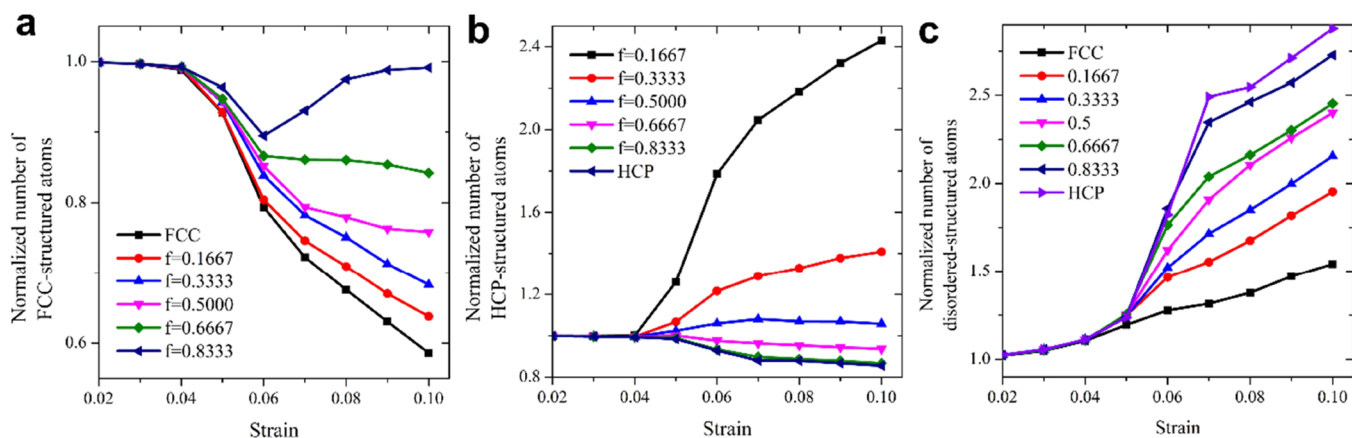 a
Normalized number of
FCC-structured atoms
1.0
0.8
0.6
FCC
f=0.1667
f=0.3333
f=0.5000
f=0.6667
f=0.8333
0.02
0.04
0.06
0.08
0.10
Strain
b
Normalized number of
HCP-structured atoms
2.4
2.0
1.6
1.2
0.8
f=0.1667
f=0.3333
f=0.5000
f=0.6667
f=0.8333
HCP
0.02
0.04
0.06
0.08
0.10
Strain
c
Normalized number of
disordered-structured atoms
2.5
2.0
1.5
1.0
FCC
0.1667
0.3333
0.5
0.6667
0.8333
HCP
0.02
0.04
0.06
0.08
0.10
Strain